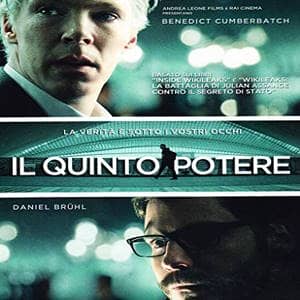 ANDREA LEONE FILMS E RAI CINEMA
PRESENTANO
BENEDICT CUMBERBATCH
BASATO SUI LIBRI
"INSIDE WIKILEAKS" E "WIKILEAKS:
LA BATTAGLIA DI JULIAN ASSANGE
CONTRO IL SEGRETO DI STATO"
LA VERITÀ È SOTTO I VOSTRI OCCHI
IL QUINTO POTERE
DANIEL BRÜHL